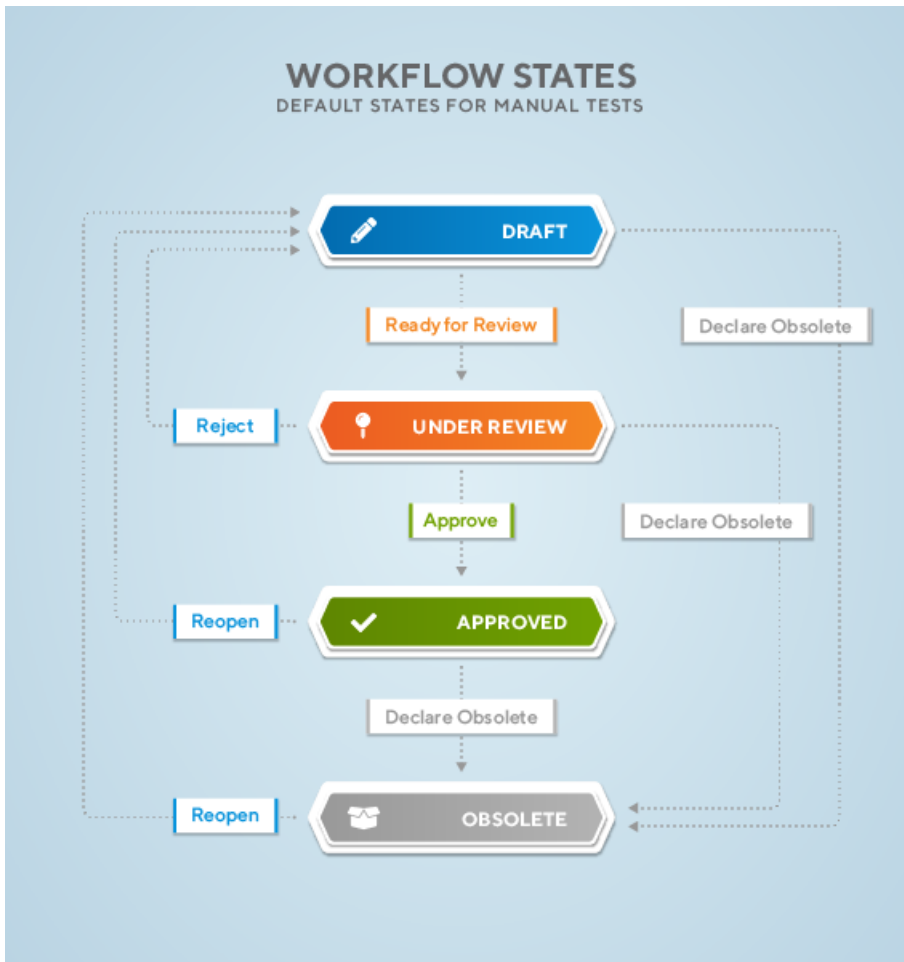 WORKFLOW STATES
DEFAULT STATES FOR MANUAL TESTS
DRAFT
Ready for Review
Declare Obsolete
Reject
UNDER REVIEW
Approve
Declare Obsolete
Reopen
APPROVED
Declare Obsolete
Reopen
OBSOLETE